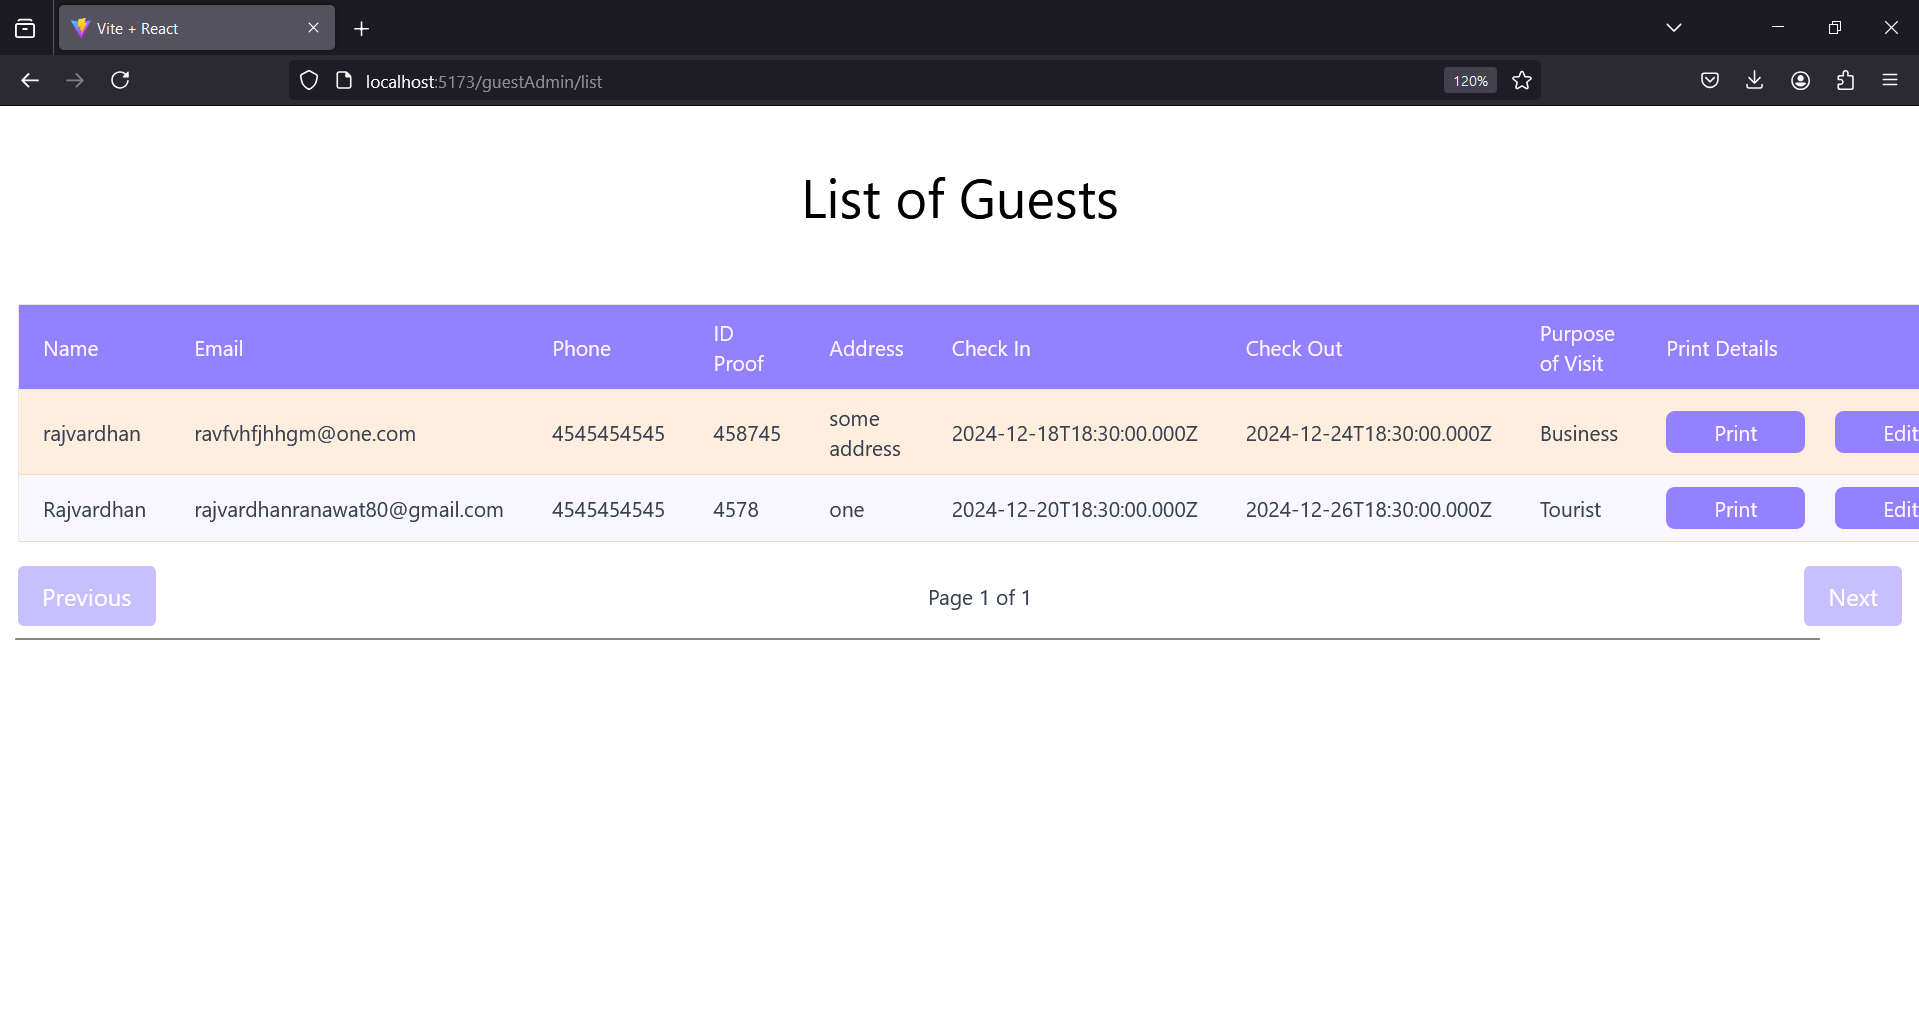 Vite + React
localhost:5173/guestAdmin/list
120%
List of Guests
Name Email Phone ID Proof Address Check In Check Out Purpose of Visit Print Details
rajvardhan ravfvhfjhhgm@one.com 4545454545 458745 some address 2024-12-18T18:30:00.000Z 2024-12-24T18:30:00.000Z Business Print Edit
Rajvardhan rajvardhanranawat80@gmail.com 4545454545 4578 one 2024-12-20T18:30:00.000Z 2024-12-26T18:30:00.000Z Tourist Print Edit
Previous Page 1 of 1 Next